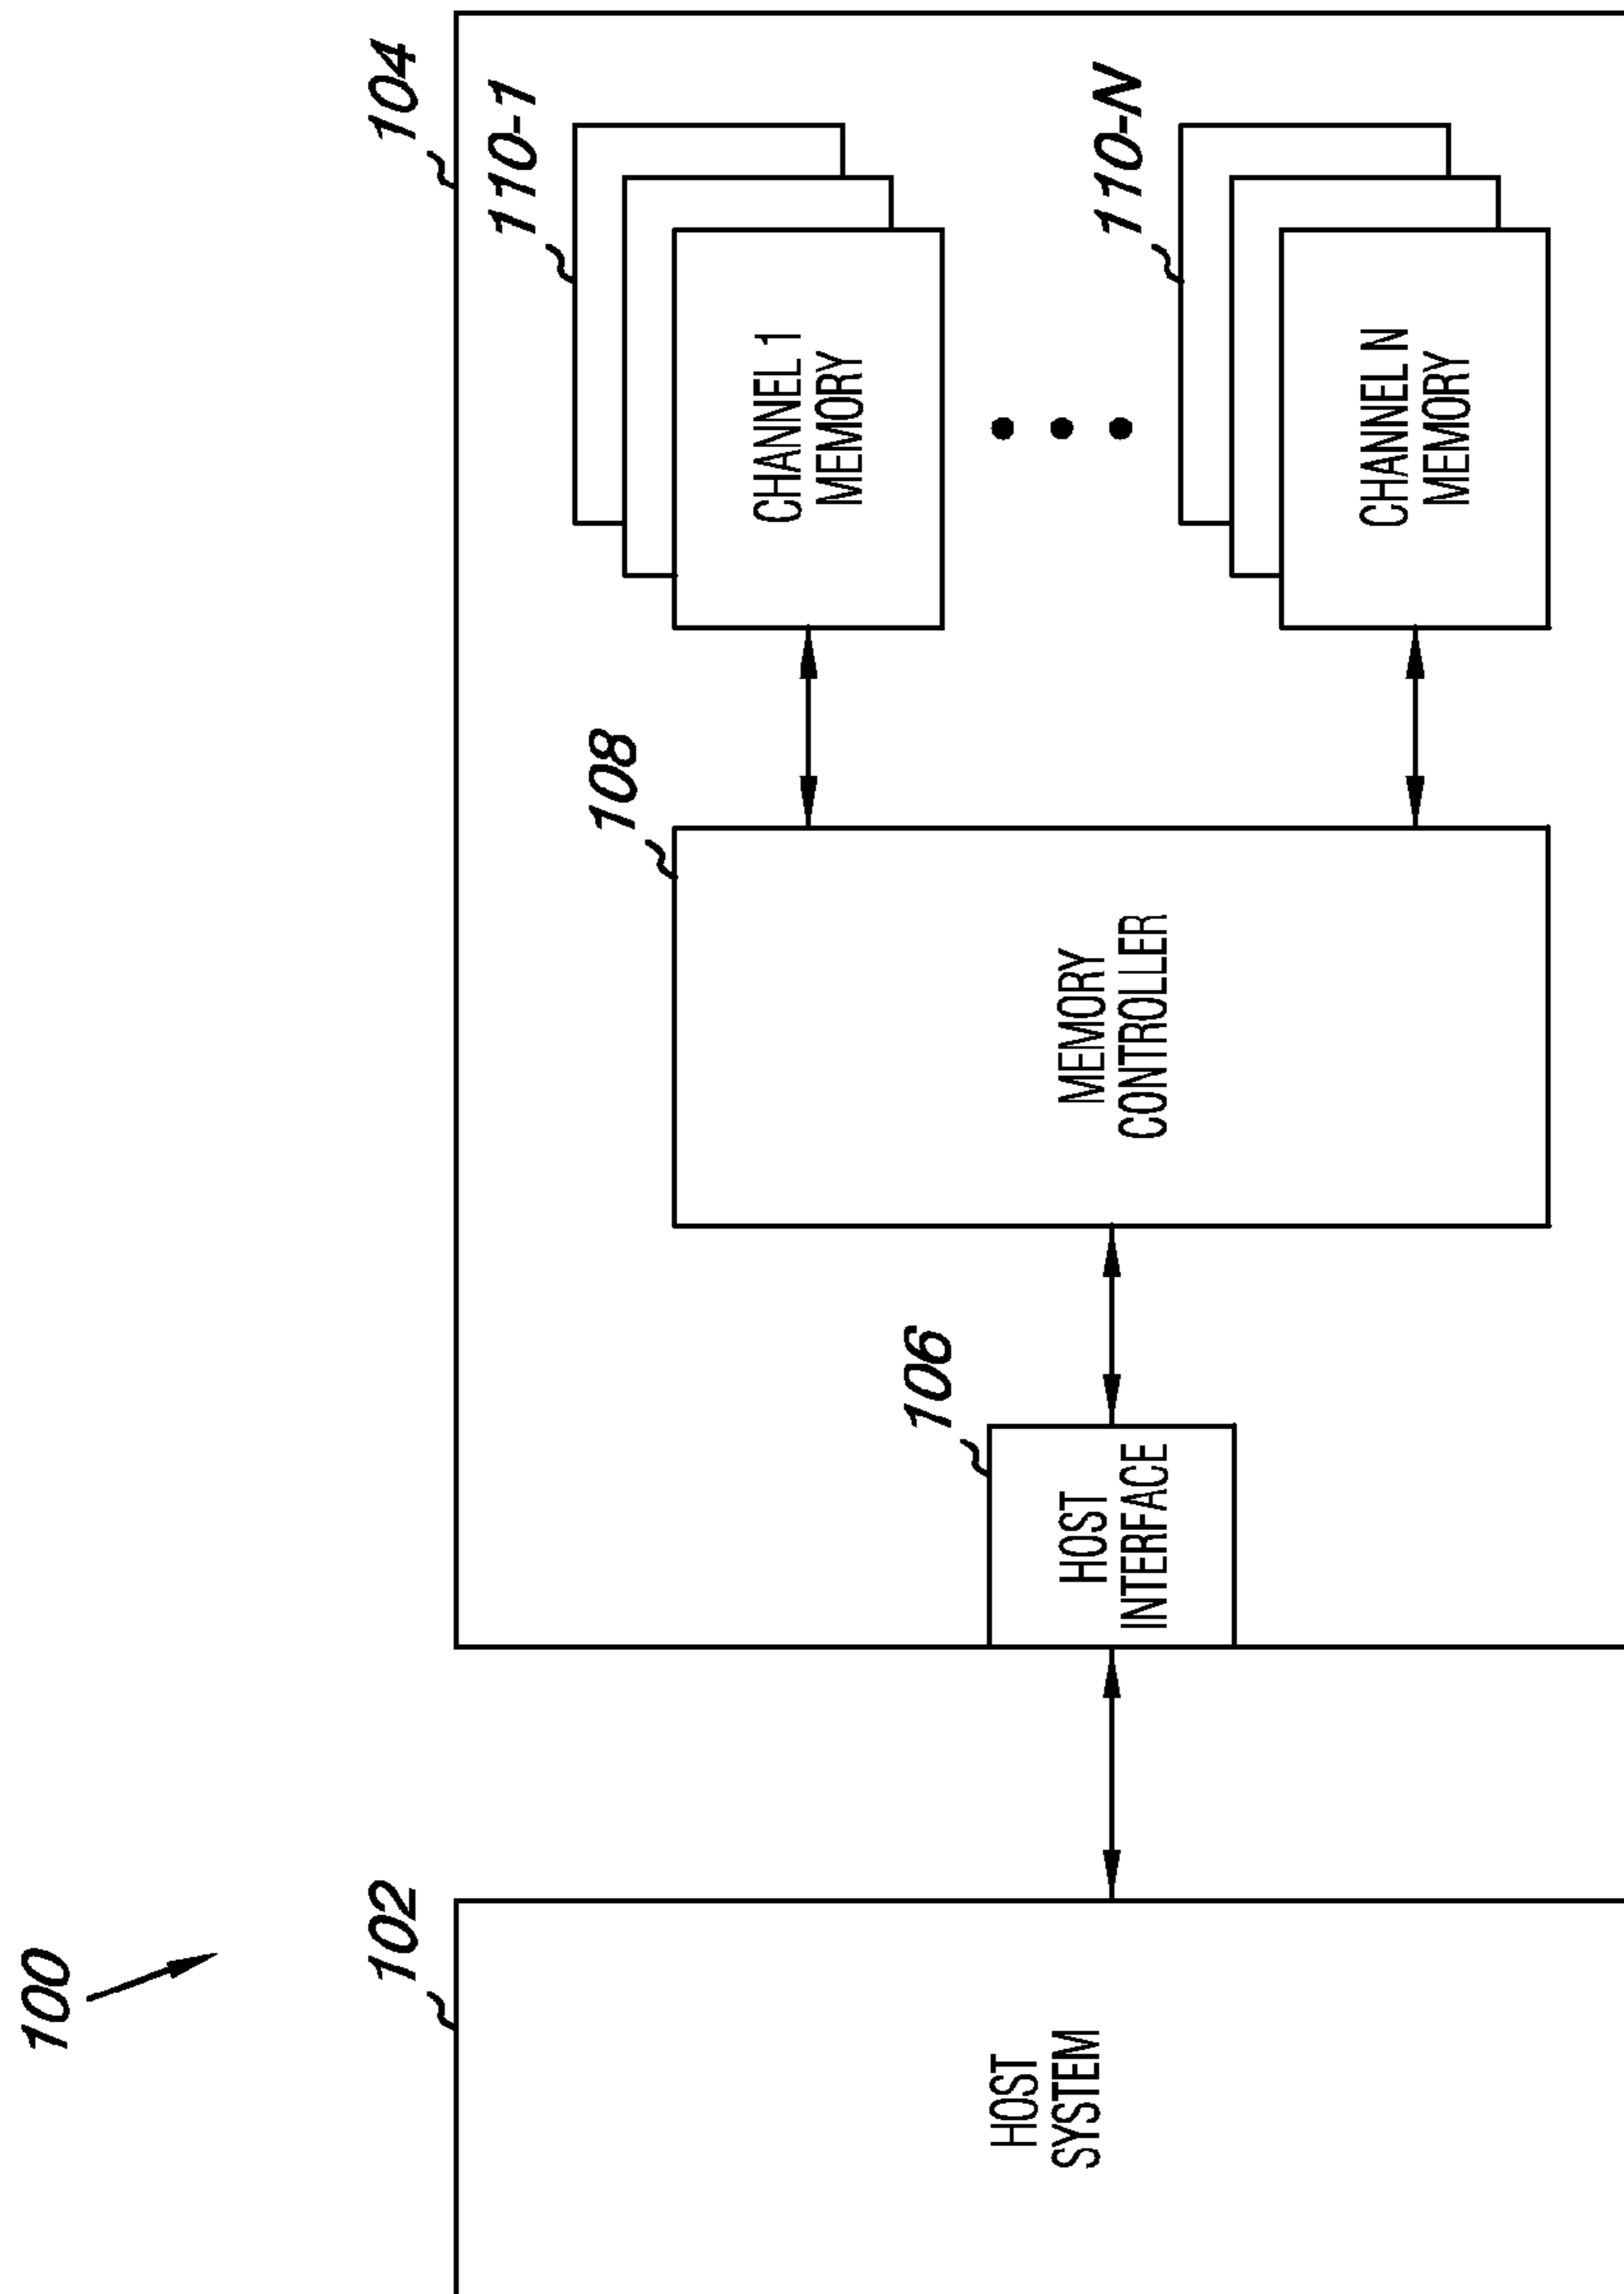 100
102
HOST
SYSTEM
104
106
HOST
INTERFACE
108
MEMORY
CONTROLLER
110-1
CHANNEL 1
MEMORY
110-N
CHANNEL N
MEMORY